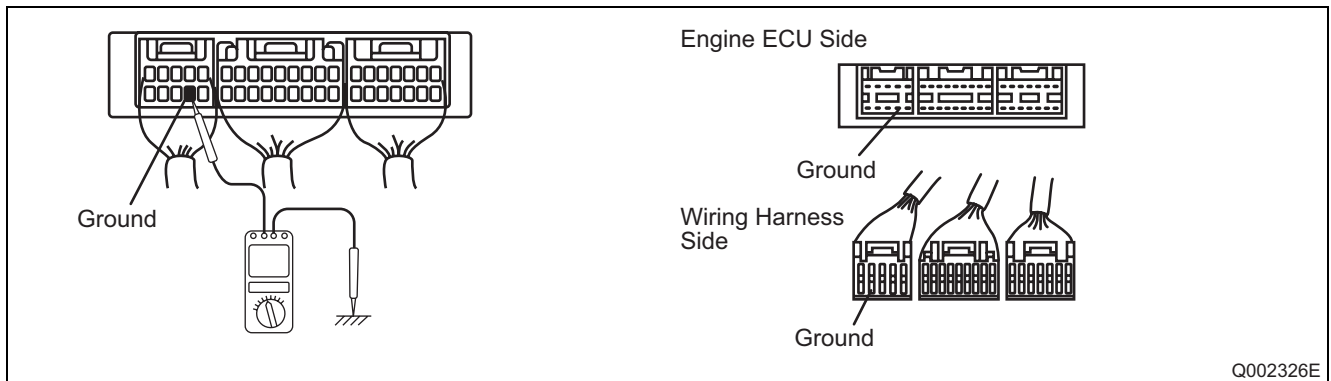 Ground
Engine ECU Side
Ground
Wiring Harness
Side
Ground
Q002326E